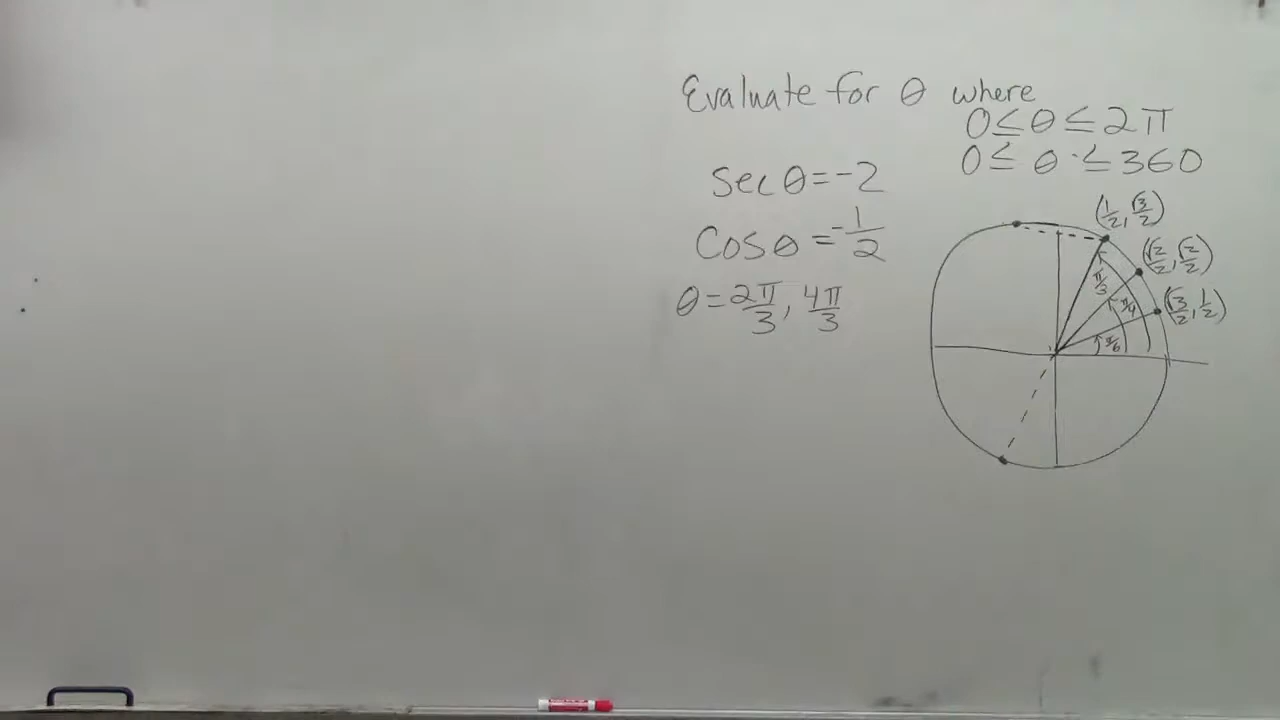 Evaluate for θ where
0 ≤ θ ≤ 2π
0 ≤ θ ≤ 360
sec θ = -2
cos θ = -1/2
θ = 2π/3, 4π/3
(1/2, √3/2)
(√2/2, √2/2)
(√3/2, 1/2)
π/3
π/4
π/6